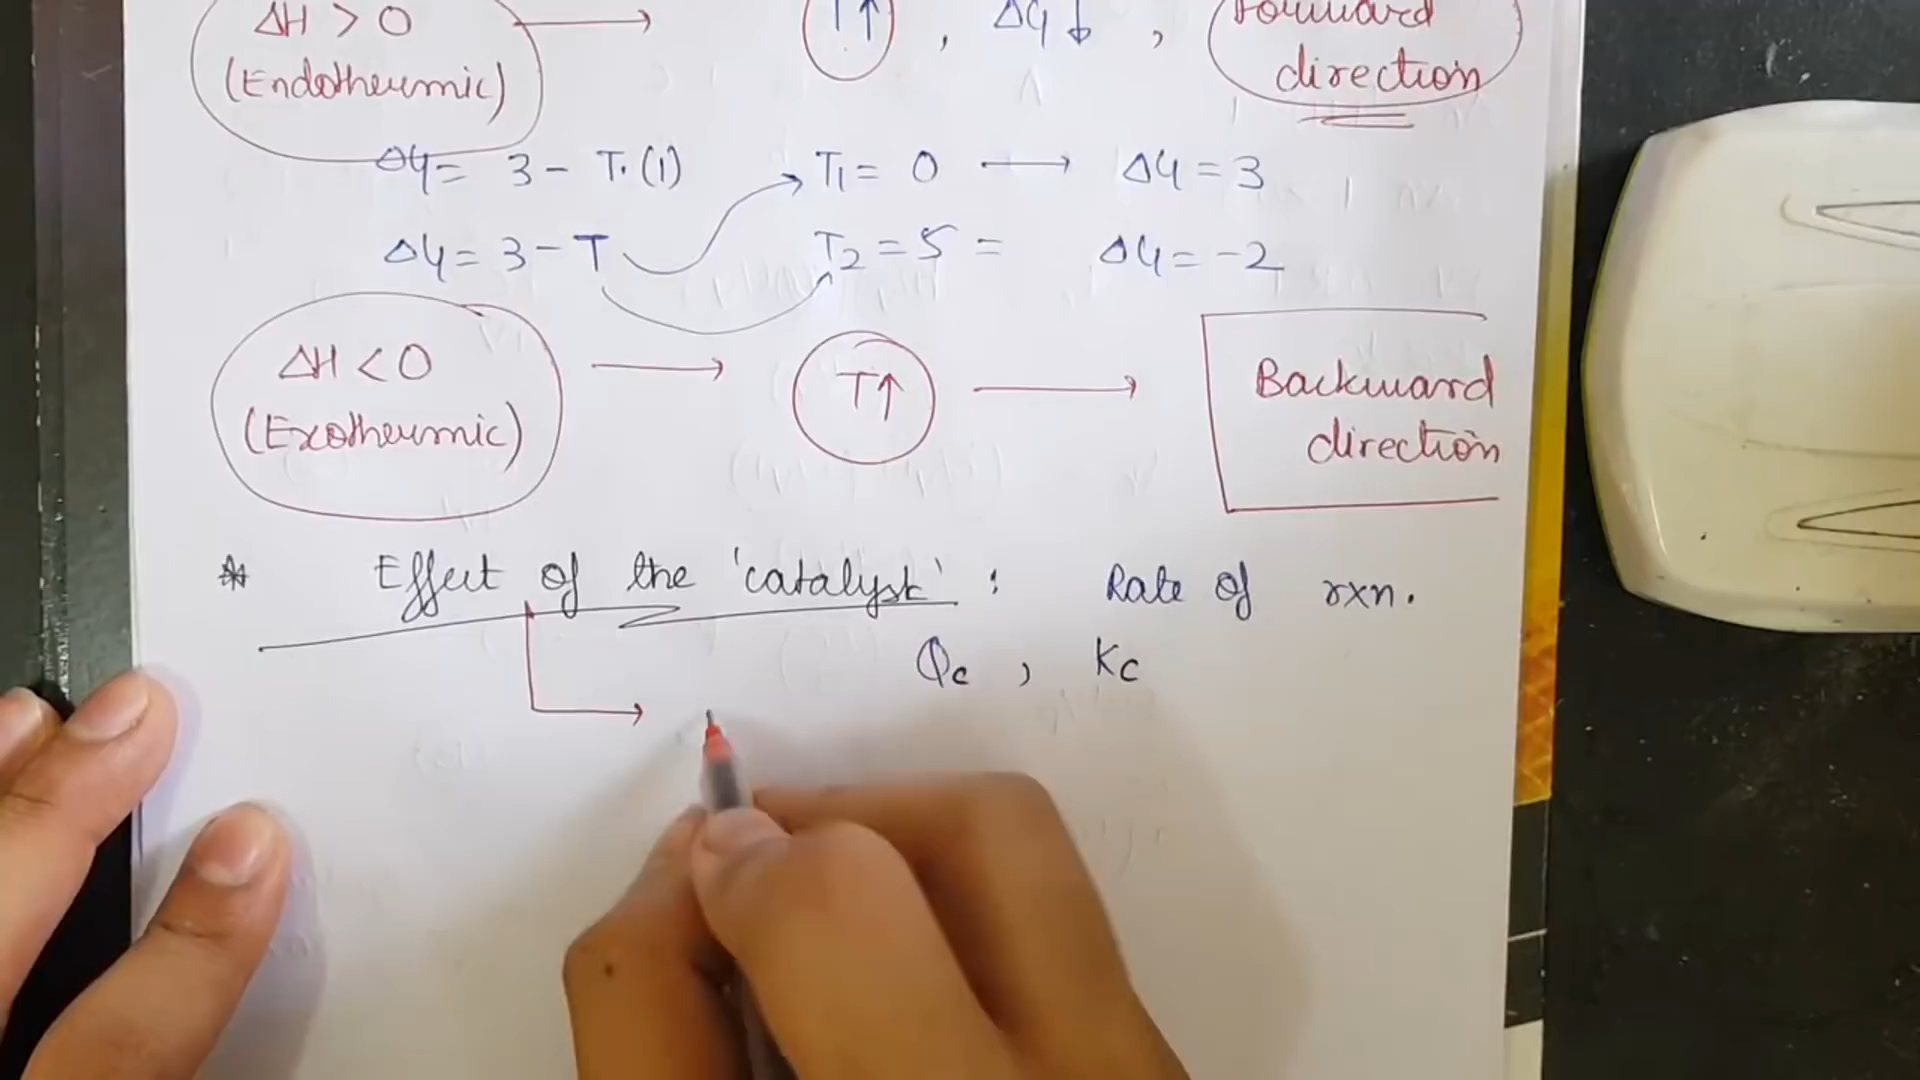 ΔH > 0 → T↑ , ΔG ↓ , Forward
(Endothermic) direction
ΔG = 3 - T.(1) T1 = 0 → ΔG = 3
ΔG = 3 - T T2 = 5 = ΔG = -2
ΔH < 0 → T↑ → Backward
(Exothermic) direction
* Effect of the 'catalyst' : Rate of rxn.
Qc , Kc